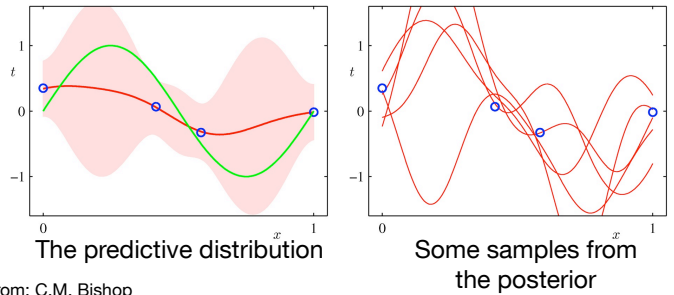 1
t
0
−1
0
x
1
The predictive distribution
1
t
0
−1
0
x
1
Some samples from
the posterior
rom: C.M. Bishop